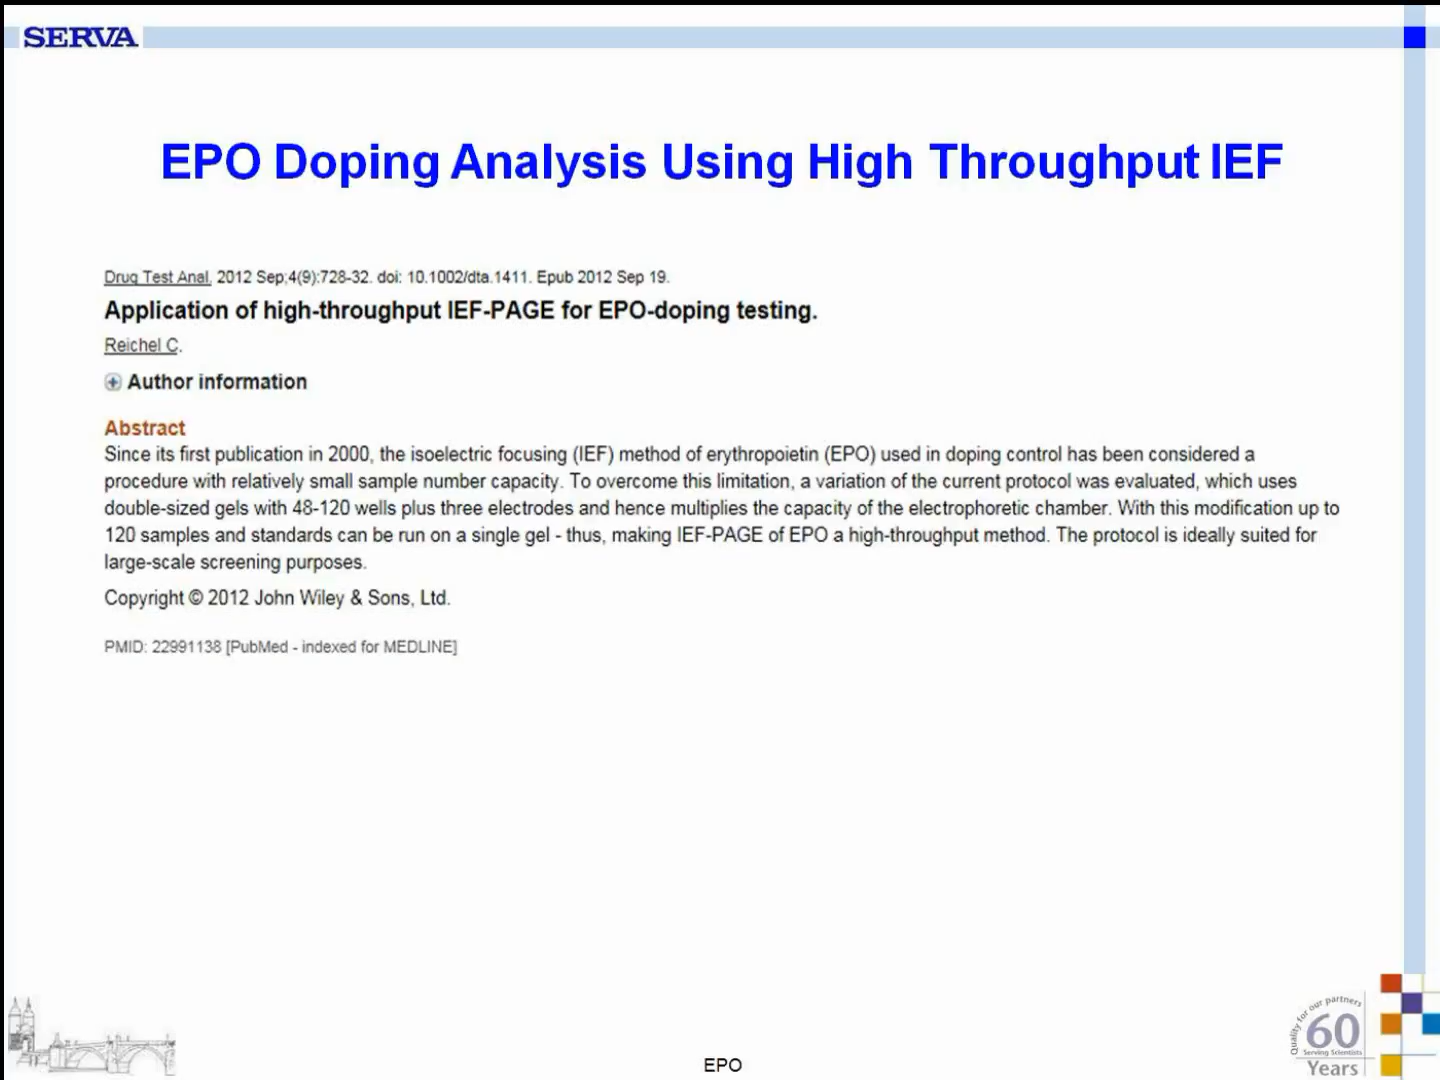 SERVA
EPO Doping Analysis Using High Throughput IEF
Drug Test Anal. 2012 Sep;4(9):728-32. doi: 10.1002/dta.1411. Epub 2012 Sep 19.
Application of high-throughput IEF-PAGE for EPO-doping testing.
Reichel C.
Author information
Abstract
Since its first publication in 2000, the isoelectric focusing (IEF) method of erythropoietin (EPO) used in doping control has been considered a
procedure with relatively small sample number capacity. To overcome this limitation, a variation of the current protocol was evaluated, which uses
double-sized gels with 48-120 wells plus three electrodes and hence multiplies the capacity of the electrophoretic chamber. With this modification up to
120 samples and standards can be run on a single gel - thus, making IEF-PAGE of EPO a high-throughput method. The protocol is ideally suited for
large-scale screening purposes.
Copyright © 2012 John Wiley & Sons, Ltd.
PMID: 22991138 [PubMed - indexed for MEDLINE]
Quality for our partners
60
Serving Scientists
Years
EPO